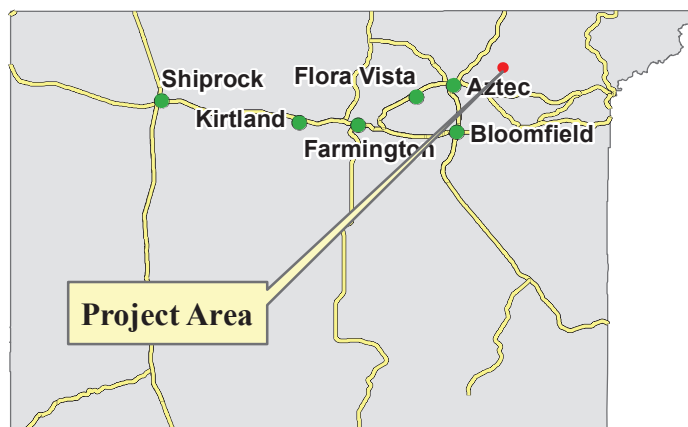 Shiprock
Flora Vista
Aztec
Kirtland
Farmington
Bloomfield
Project Area